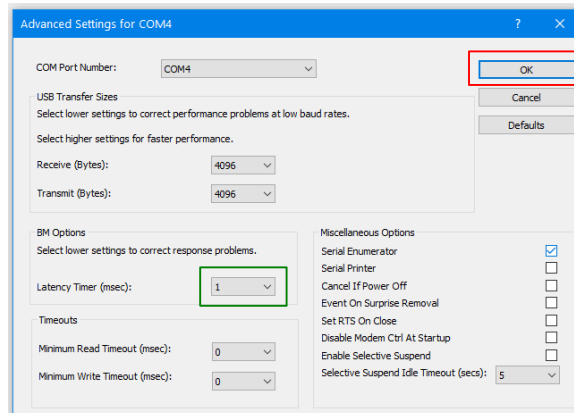 Advanced Settings for COM4
?
COM Port Number:
COM4
OK
Cancel
Defaults
USB Transfer Sizes
Select lower settings to correct performance problems at low baud rates.
Select higher settings for faster performance.
Receive (Bytes):
4096
Transmit (Bytes):
4096
BM Options
Select lower settings to correct response problems.
Latency Timer (msec):
1
Timeouts
Minimum Read Timeout (msec):
0
Minimum Write Timeout (msec):
0
Miscellaneous Options
Serial Enumerator
Serial Printer
Cancel If Power Off
Event On Surprise Removal
Set RTS On Close
Disable Modem Ctrl At Startup
Enable Selective Suspend
Selective Suspend Idle Timeout (secs):
5